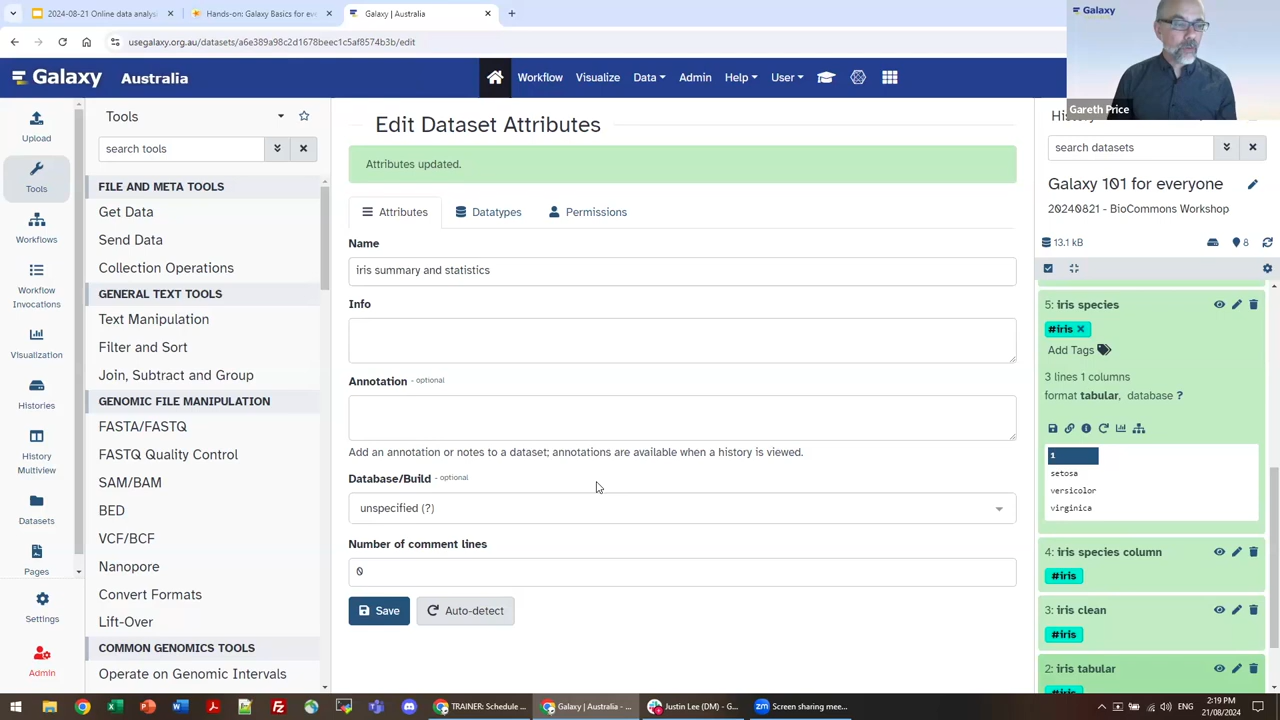 2024-08-21 Online data analysi
Hands-on: Galaxy Basics for ev
Galaxy | Australia
usegalaxy.org.au/datasets/a6e389a98c2d1678beec1c5af8574b3b/edit
Galaxy Australia
Workflow Visualize Data Admin Help User
Galaxy
Gareth Price
Upload
Tools
Workflows
Workflow
Invocations
Visualization
Histories
History
Multiview
Datasets
Pages
Settings
Admin
Tools
search tools
FILE AND META TOOLS
Get Data
Send Data
Collection Operations
GENERAL TEXT TOOLS
Text Manipulation
Filter and Sort
Join, Subtract and Group
GENOMIC FILE MANIPULATION
FASTA/FASTQ
FASTQ Quality Control
SAM/BAM
BED
VCF/BCF
Nanopore
Convert Formats
Lift-Over
COMMON GENOMICS TOOLS
Operate on Genomic Intervals
Edit Dataset Attributes
Attributes updated.
Attributes Datatypes Permissions
Name
iris summary and statistics
Info
Annotation - optional
Add an annotation or notes to a dataset; annotations are available when a history is viewed.
Database/Build - optional
unspecified (?)
Number of comment lines
0
Save Auto-detect
search datasets
Galaxy 101 for everyone
20240821 - BioCommons Workshop
13.1 kB 8
5: iris species
#iris
Add Tags
3 lines 1 columns
format tabular, database ?
1
setosa
versicolor
virginica
4: iris species column
#iris
3: iris clean
#iris
2: iris tabular
#iris
TRAINER: Schedule ...
Galaxy | Australia - ...
Justin Lee (DM) - G...
Screen sharing mee...
ENG
2:19 PM
21/08/2024